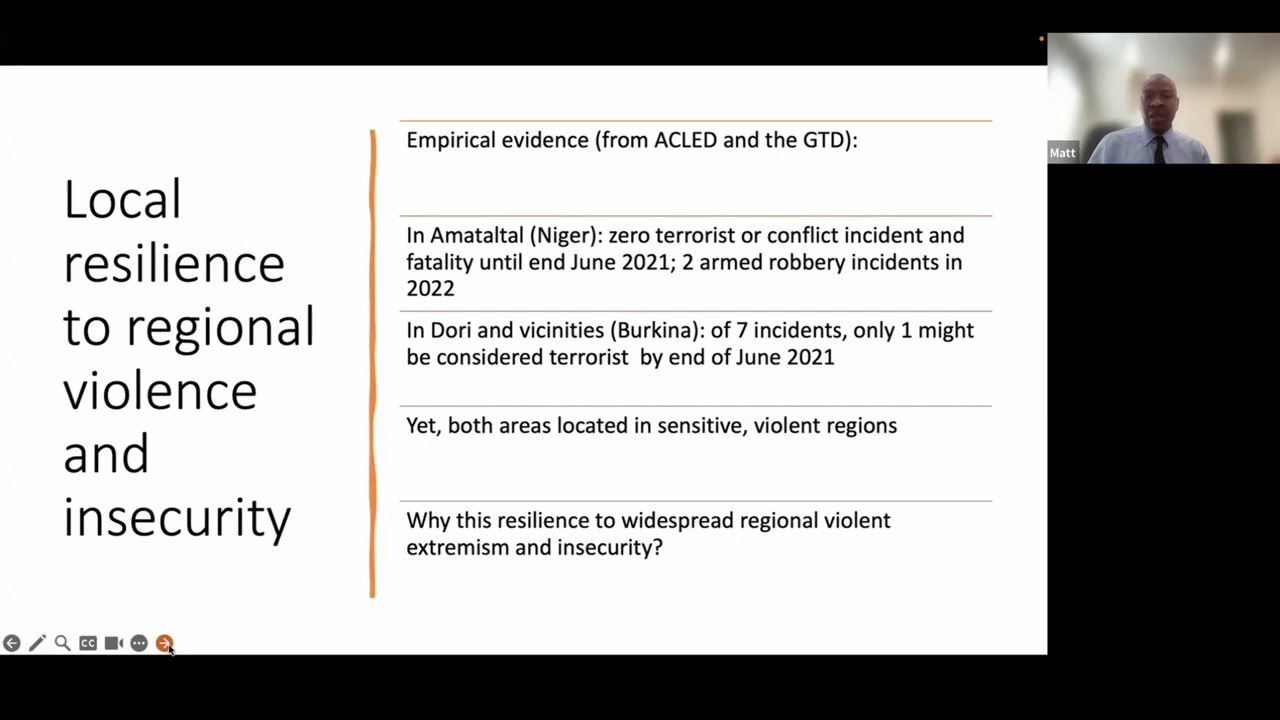 Local
resilience
to regional
violence
and
insecurity
Empirical evidence (from ACLED and the GTD):
In Amataltal (Niger): zero terrorist or conflict incident and
fatality until end June 2021; 2 armed robbery incidents in
2022
In Dori and vicinities (Burkina): of 7 incidents, only 1 might
be considered terrorist  by end of June 2021
Yet, both areas located in sensitive, violent regions
Why this resilience to widespread regional violent
extremism and insecurity?
Matt
CC